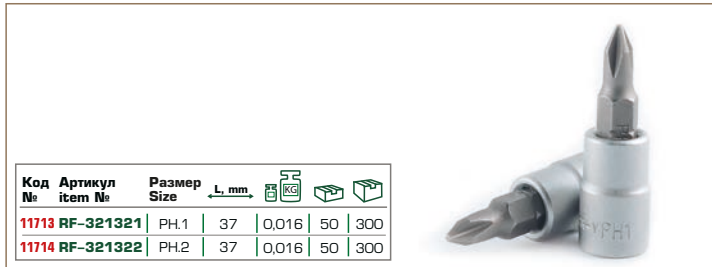 Код Артикул Размер L, mm KG
№ item № Size
11713 RF-321321 PH.1 37 0,016 50 300
11714 RF-321322 PH.2 37 0,016 50 300
PH1